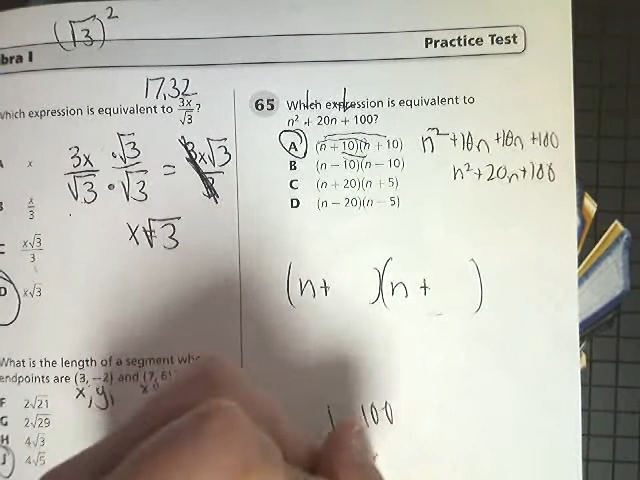 (√3)²
bra I
Practice Test
17,32
which expression is equivalent to 3x/√3?
x
x/3
x√3/3
D x√3
3x/√3 · √3/√3 = 3x√3/3
x√3
65 Which expression is equivalent to
n² + 20n + 100?
A (n + 10)(n + 10)
B (n − 10)(n − 10)
C (n + 20)(n + 5)
D (n − 20)(n − 5)
n² + 10n + 10n + 100
n² + 20n + 100
(n+ )(n+ )
1 100
What is the length of a segment
endpoints are (3, −2) and (7, 6)
x, y,
F 2√21
G 2√29
H 4√3
J 4√5